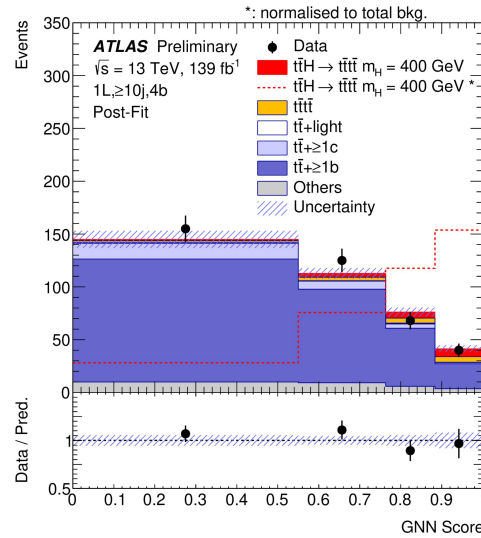 *: normalised to total bkg.
Events
350
300
250
200
150
100
50
0
ATLAS Preliminary
√s = 13 TeV, 139 fb⁻¹
1L,≥10j,4b
Post-Fit
Data
tt̄H → tt̄tt̄ m_H = 400 GeV
tt̄H → tt̄tt̄ m_H = 400 GeV *
tt̄tt̄
tt̄+light
tt̄+≥1c
tt̄+≥1b
Others
Uncertainty
Data / Pred.
1
0.5
0 0.1 0.2 0.3 0.4 0.5 0.6 0.7 0.8 0.9
GNN Score